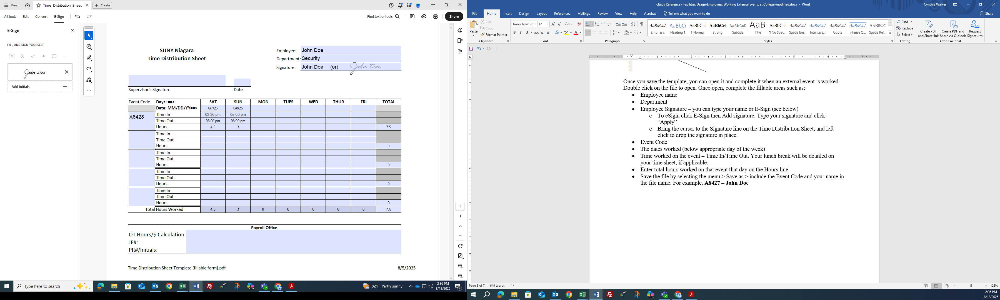 Menu
Time_Distribution_Shee..
Create
All tools Edit Convert E-Sign
Find text or tools
Share
E-Sign
FILL AND SIGN YOURSELF
John Doe
Add initials
SUNY Niagara
Time Distribution Sheet
Employee: John Doe
Department: Security
Signature: John Doe (or) John Doe
Supervisor's Signature Date
Event Code Days: ==> SAT SUN MON TUES WED THUR FRI TOTAL
Date: MM/DD/YY==> 6/7/25 6/8/25
A8428 Time In 03:30 pm 05:00 pm
Time Out 08:00 pm 08:00 pm
Hours 4.5 3 7.5
Time In
Time Out
Hours 0
Time In
Time Out
Hours 0
Time In
Time Out
Hours 0
Time In
Time Out
Hours 0
Total Hours Worked 4.5 3 0 0 0 0 0 7.5
Payroll Office
OT Hours/$ Calculation:
JE#:
PR#/Initials:
Time Distribution Sheet Template (fillable form).pdf 8/5/2025
1
1
Type here to search
82°F Partly sunny
2:36 PM
8/13/2025
2
Quick Reference - Facilities Usage-Employees Working External Events at College-modified.docx - Word
Cynthia Walker
File Home Insert Design Layout References Mailings Review View Help Acrobat Tell me what you want to do
Share
Paste
Cut
Copy
Format Painter
Clipboard
Times New Ro 12
Font
Paragraph
AaBbCcL AaBbCc AaBbCcI AaBbCcI AaBbCcD AaB AaBbCcI AaBbCcL AaBbCcL AaBbCcL AaBbCcL AABBCC
Emphasis Heading 1 ¶ Normal Strong Subtitle Title ¶ No Spac... Subtle Em... Intense E... Quote Intense Q... Subtle Ref...
Styles
Find
Replace
Select
Editing
Create PDF and Share link
Create PDF and Share via Outlook
Request Signatures
Adobe Acrobat
Once you save the template, you can open it and complete it when an external event is worked.
Double click on the file to open. Once open, complete the fillable areas such as:
• Employee name
• Department
• Employee Signature – you can type your name or E-Sign (see below)
o To eSign, click E-Sign then Add signature. Type your signature and click
“Apply”
o Bring the curser to the Signature line on the Time Distribution Sheet, and left
click to drop the signature in place.
• Event Code
• The dates worked (below appropriate day of the week)
• Time worked on the event – Time In/Time Out. Your lunch break will be detailed on
your time sheet, if applicable.
• Enter total hours worked on that event that day on the Hours line
• Save the file by selecting the menu > Save as > include the Event Code and your name in
the file name. For example. A8427 – John Doe
Page 3 of 7 649 words
128%
2:36 PM
8/13/2025